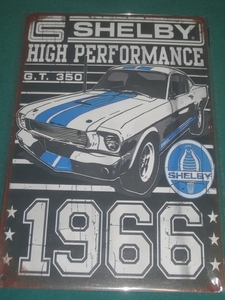 SHELBY
HIGH PERFORMANCE
G.T. 350
SHELBY
1966